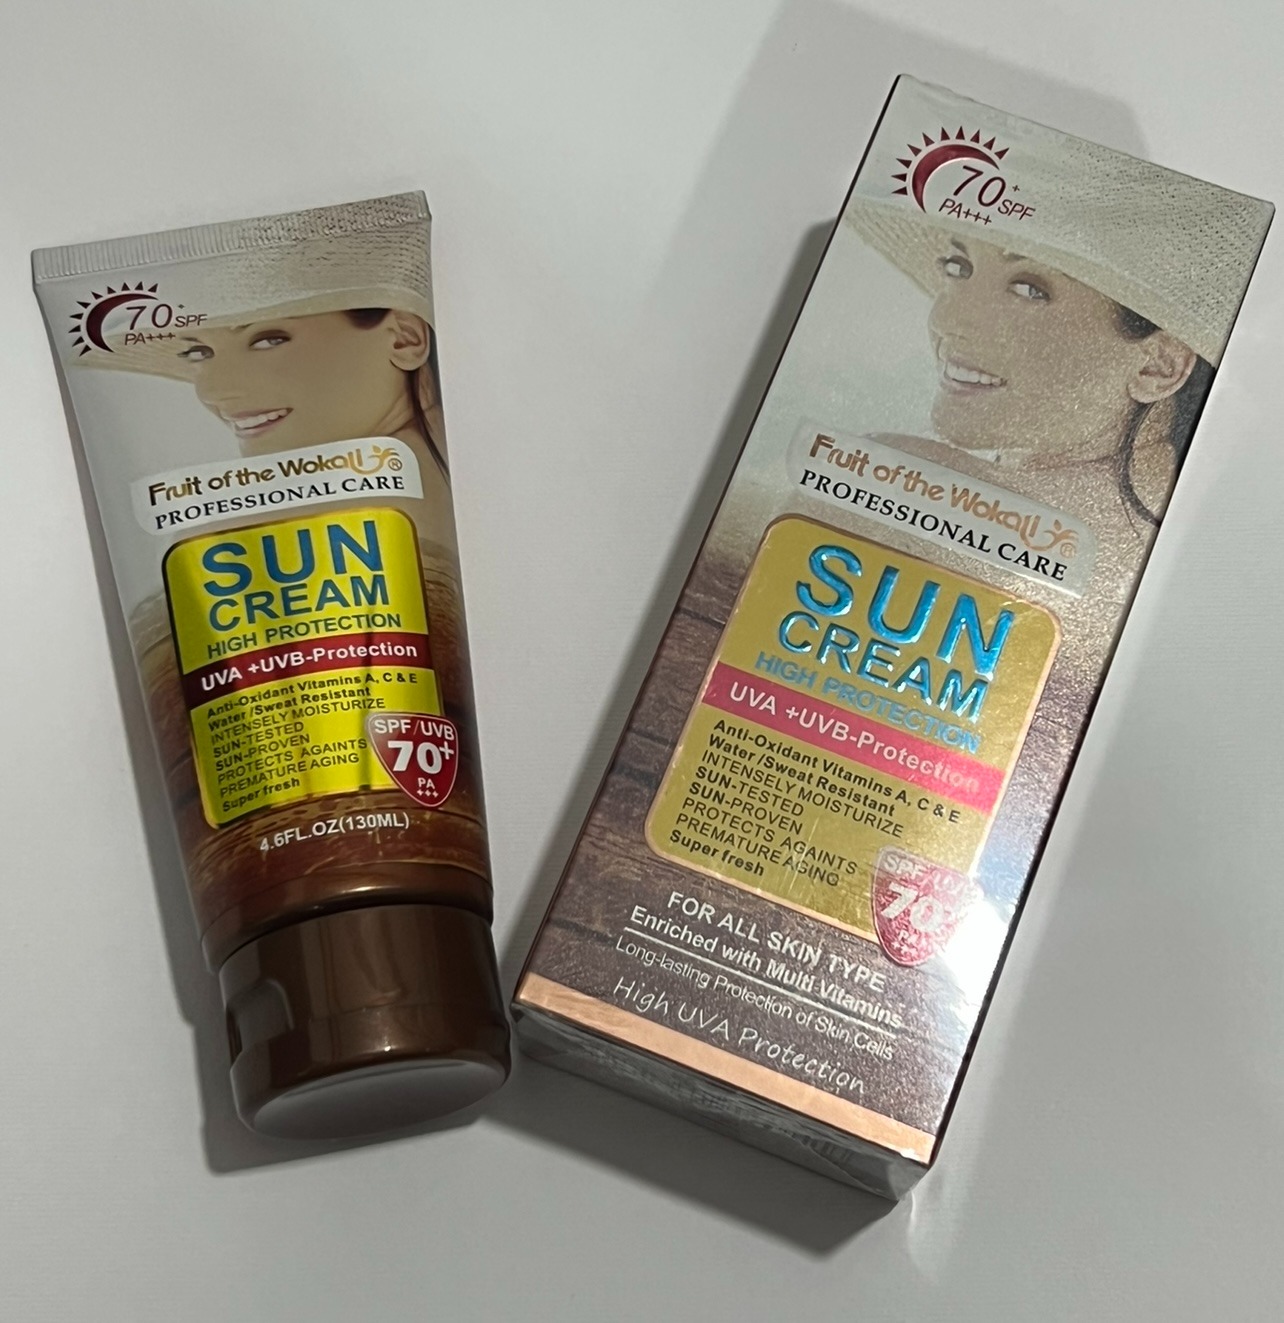 70+ SPF
PA+++
Fruit of the Wokali®
PROFESSIONAL CARE
SUN
CREAM
HIGH PROTECTION
UVA +UVB-Protection
Anti-Oxidant Vitamins A, C & E
Water /Sweat Resistant
INTENSELY MOISTURIZE
SUN-TESTED
SUN-PROVEN
PROTECTS AGAINTS
PREMATURE AGING
Super fresh
SPF/UVB
70+
PA
+++
4.6FL.OZ(130ML)
70+ SPF
PA+++
Fruit of the Wokali®
PROFESSIONAL CARE
SUN
CREAM
HIGH PROTECTION
UVA +UVB-Protection
Anti-Oxidant Vitamins A, C & E
Water /Sweat Resistant
INTENSELY MOISTURIZE
SUN-TESTED
SUN-PROVEN
PROTECTS AGAINTS
PREMATURE AGING
Super fresh
SPF/UVB
70+
PA
+++
FOR ALL SKIN TYPE
Enriched with Multi Vitamins
Long-lasting Protection of Skin Cells
High UVA Protection